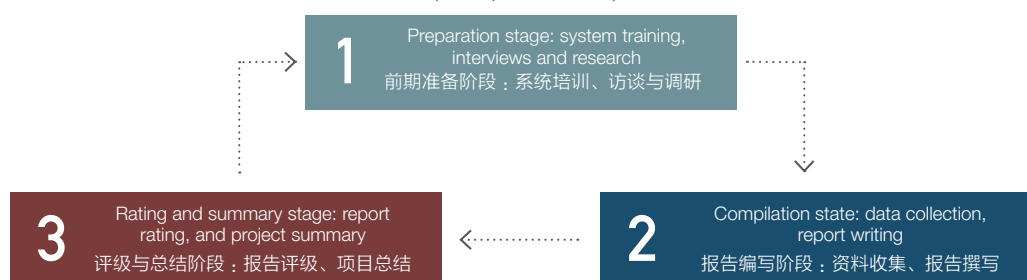 1
Preparation stage: system training,
interviews and research
前期准备阶段：系统培训、访谈与调研
2
Compilation state: data collection,
report writing
报告编写阶段：资料收集、报告撰写
3
Rating and summary stage: report
rating, and project summary
评级与总结阶段：报告评级、项目总结